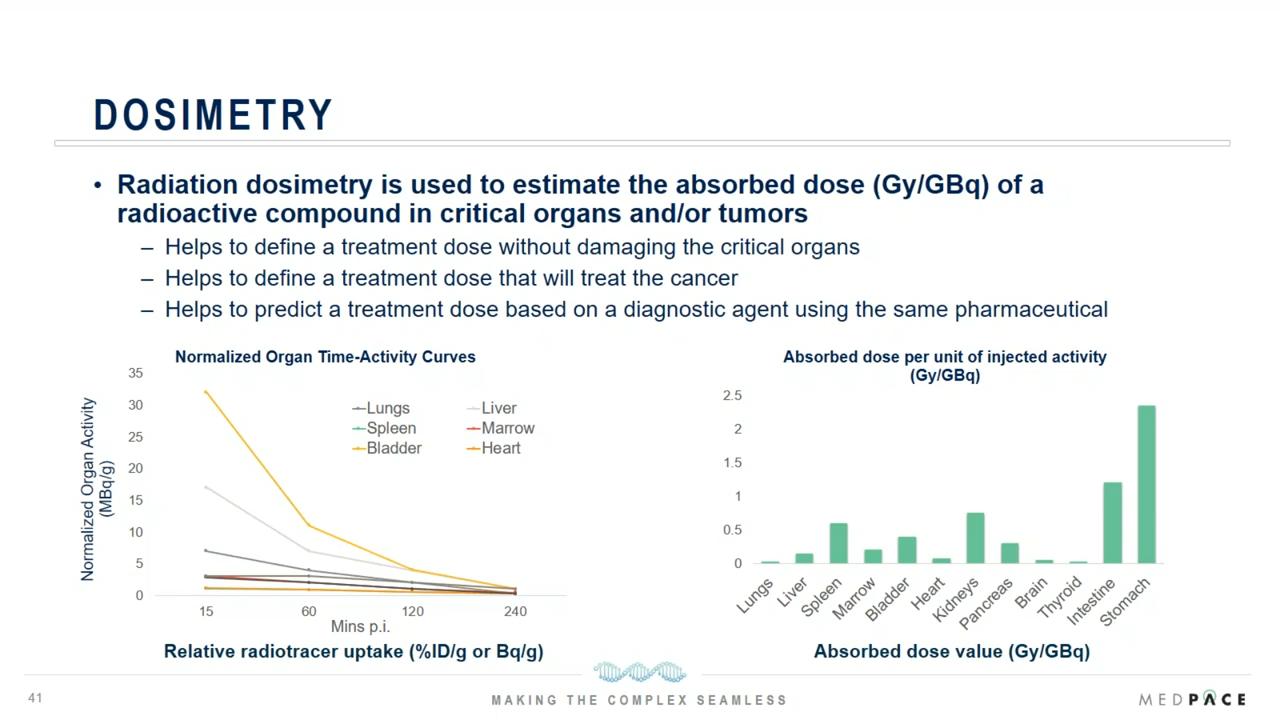 DOSIMETRY
• Radiation dosimetry is used to estimate the absorbed dose (Gy/GBq) of a
radioactive compound in critical organs and/or tumors
– Helps to define a treatment dose without damaging the critical organs
– Helps to define a treatment dose that will treat the cancer
– Helps to predict a treatment dose based on a diagnostic agent using the same pharmaceutical
Normalized Organ Time-Activity Curves
Normalized Organ Activity
(MBq/g)
35
30
25
20
15
10
5
0
Lungs
Liver
Spleen
Marrow
Bladder
Heart
15
60
120
240
Mins p.i.
Relative radiotracer uptake (%ID/g or Bq/g)
Absorbed dose per unit of injected activity
(Gy/GBq)
2.5
2
1.5
1
0.5
0
Lungs
Liver
Spleen
Marrow
Bladder
Heart
Kidneys
Pancreas
Brain
Thyroid
Intestine
Stomach
Absorbed dose value (Gy/GBq)
41
MAKING THE COMPLEX SEAMLESS
MEDPACE